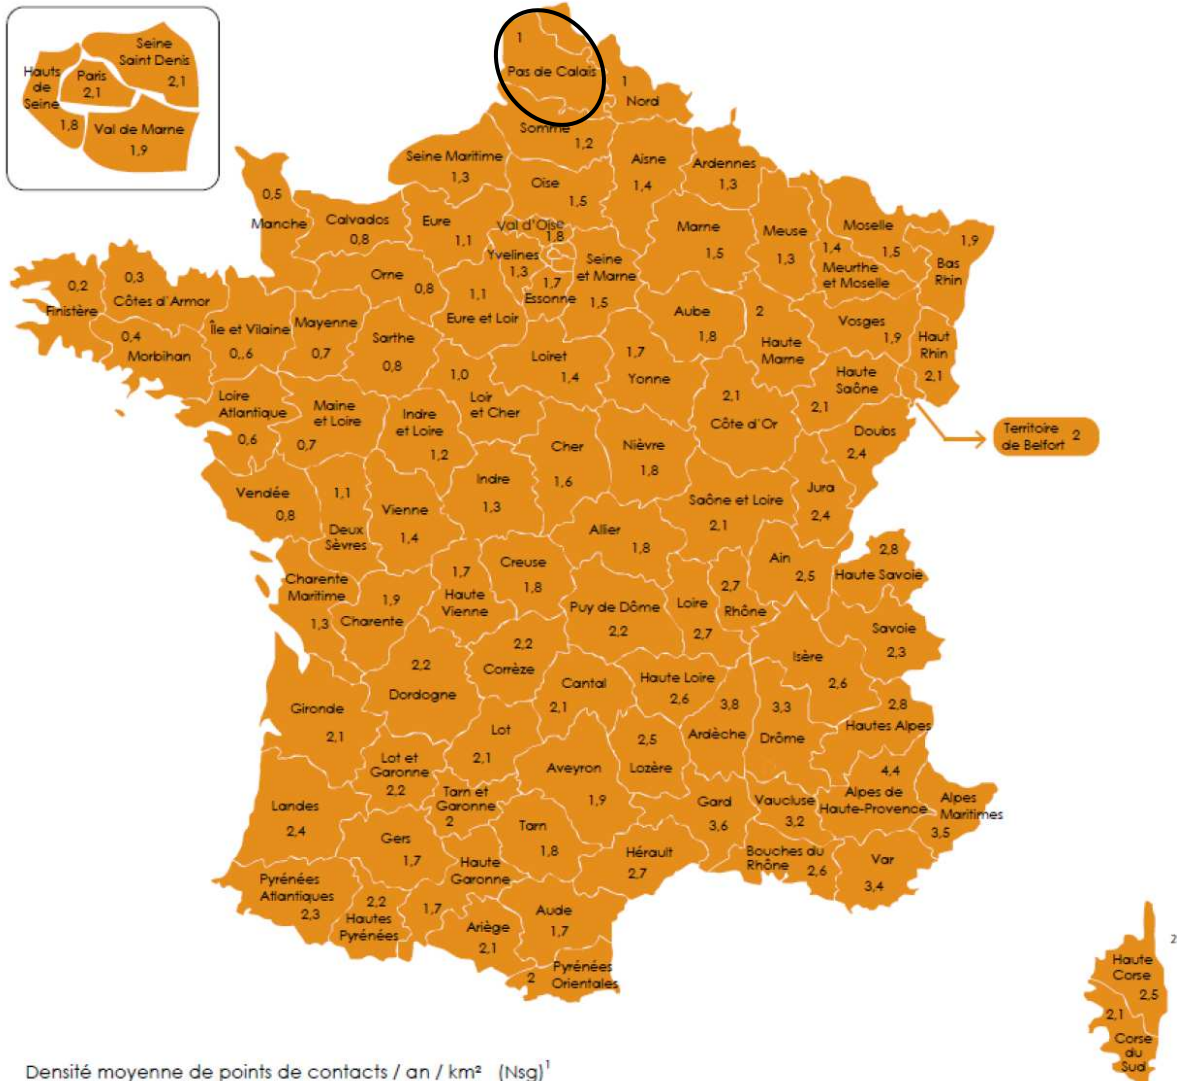 Seine
Saint Denis
2,1
Hauts
de
Seine
1,8
Paris
2,1
Val de Marne
1,9
1
Pas de Calais
1
Nord
Somme
1,2
Seine Maritime
1,3
Oise
1,5
Aisne
1,4
Ardennes
1,3
0,5
Manche
Calvados
0,8
Eure
1,1
Val d'Oise
1,8
Yvelines
1,3
1,7
Essonne
Seine
et Marne
1,5
Marne
1,5
Meuse
1,3
Moselle
1,5
1,4
Meurthe
et Moselle
1,9
Bas
Rhin
0,2
Finistère
0,3
Côtes d'Armor
0,4
Morbihan
Île et Vilaine
0,,6
Mayenne
0,7
Orne
0,8
Sarthe
0,8
1,1
Eure et Loir
Loiret
1,4
1,7
Yonne
Aube
1,8
2
Haute
Marne
Vosges
1,9
Haut
Rhin
2,1
Haute
Saône
2,1
Territoire
de Belfort 2
Loire
Atlantique
0,6
Maine
et Loire
0,7
Indre
et Loire
1,2
1,0
Loir
et Cher
Cher
1,6
Nièvre
1,8
2,1
Côte d'Or
Doubs
2,4
Jura
2,4
Vendée
0,8
1,1
Deux
Sèvres
Vienne
1,4
Indre
1,3
Allier
1,8
Saône et Loire
2,1
Ain
2,5
2,8
Haute Savoie
Charente
Maritime
1,3
1,9
Charente
1,7
Haute
Vienne
Creuse
1,8
Puy de Dôme
2,2
Loire
2,7
2,7
Rhône
Savoie
2,3
Isère
2,6
2,2
Dordogne
2,2
Corrèze
Cantal
2,1
Haute Loire
2,6
3,8
Ardèche
3,3
Drôme
2,8
Hautes Alpes
Gironde
2,1
Lot et
Garonne
2,2
Lot
2,1
Aveyron
1,9
2,5
Lozère
4,4
Alpes de
Haute-Provence
Alpes
Maritimes
3,5
Landes
2,4
Gers
1,7
Tarn et
Garonne
2
Tarn
1,8
Gard
3,6
Vaucluse
3,2
Hérault
2,7
Bouches du
Rhône 2,6
Var
3,4
Pyrénées
Atlantiques
2,3
2,2
Hautes
Pyrénées
Haute
Garonne
1,7
Ariège
2,1
Aude
1,7
2
Pyrénées
Orientales
2
Haute
Corse
2,5
2,1
Corse
du
Sud
Densité moyenne de points de contacts / an / km² (Nsg)¹